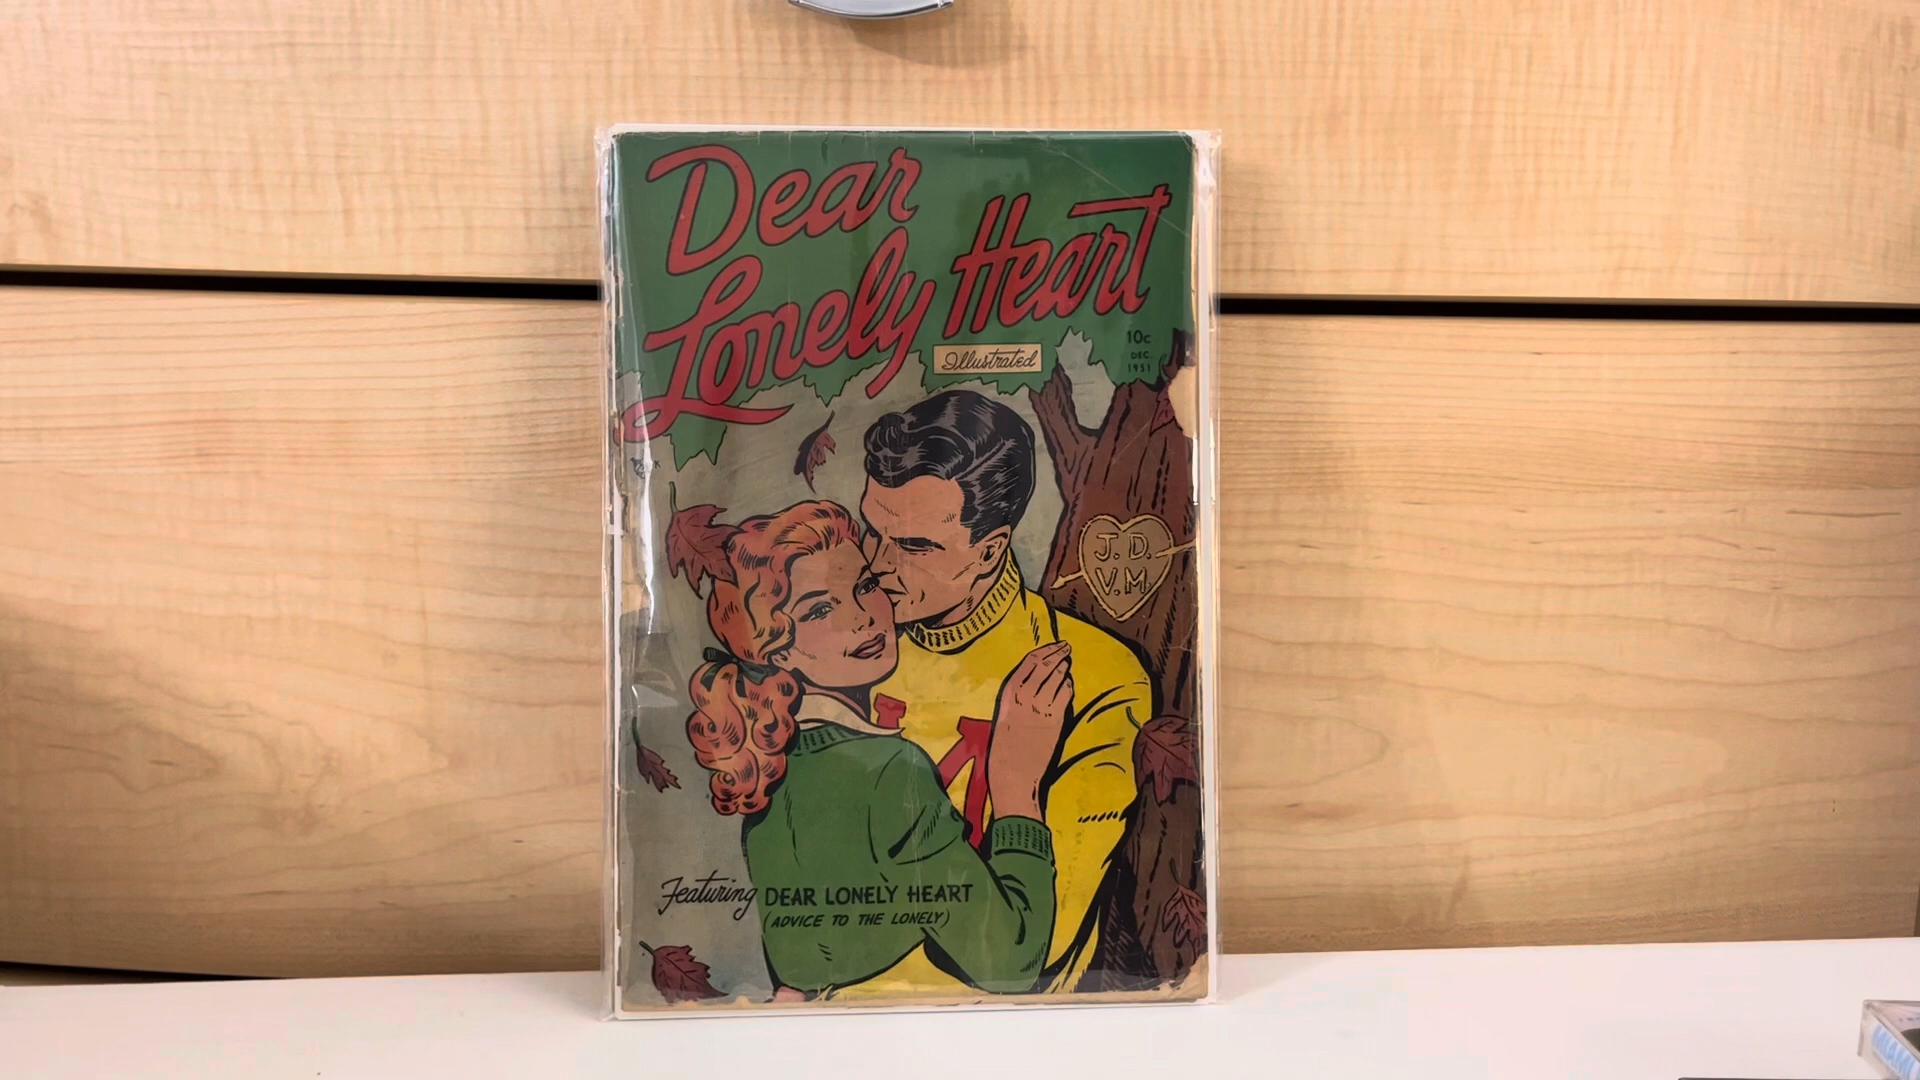 Dear
Lonely Heart
Illustrated
10c
DEC.
1951
J. D.
V. M.
Featuring DEAR LONELY HEART
(ADVICE TO THE LONELY)